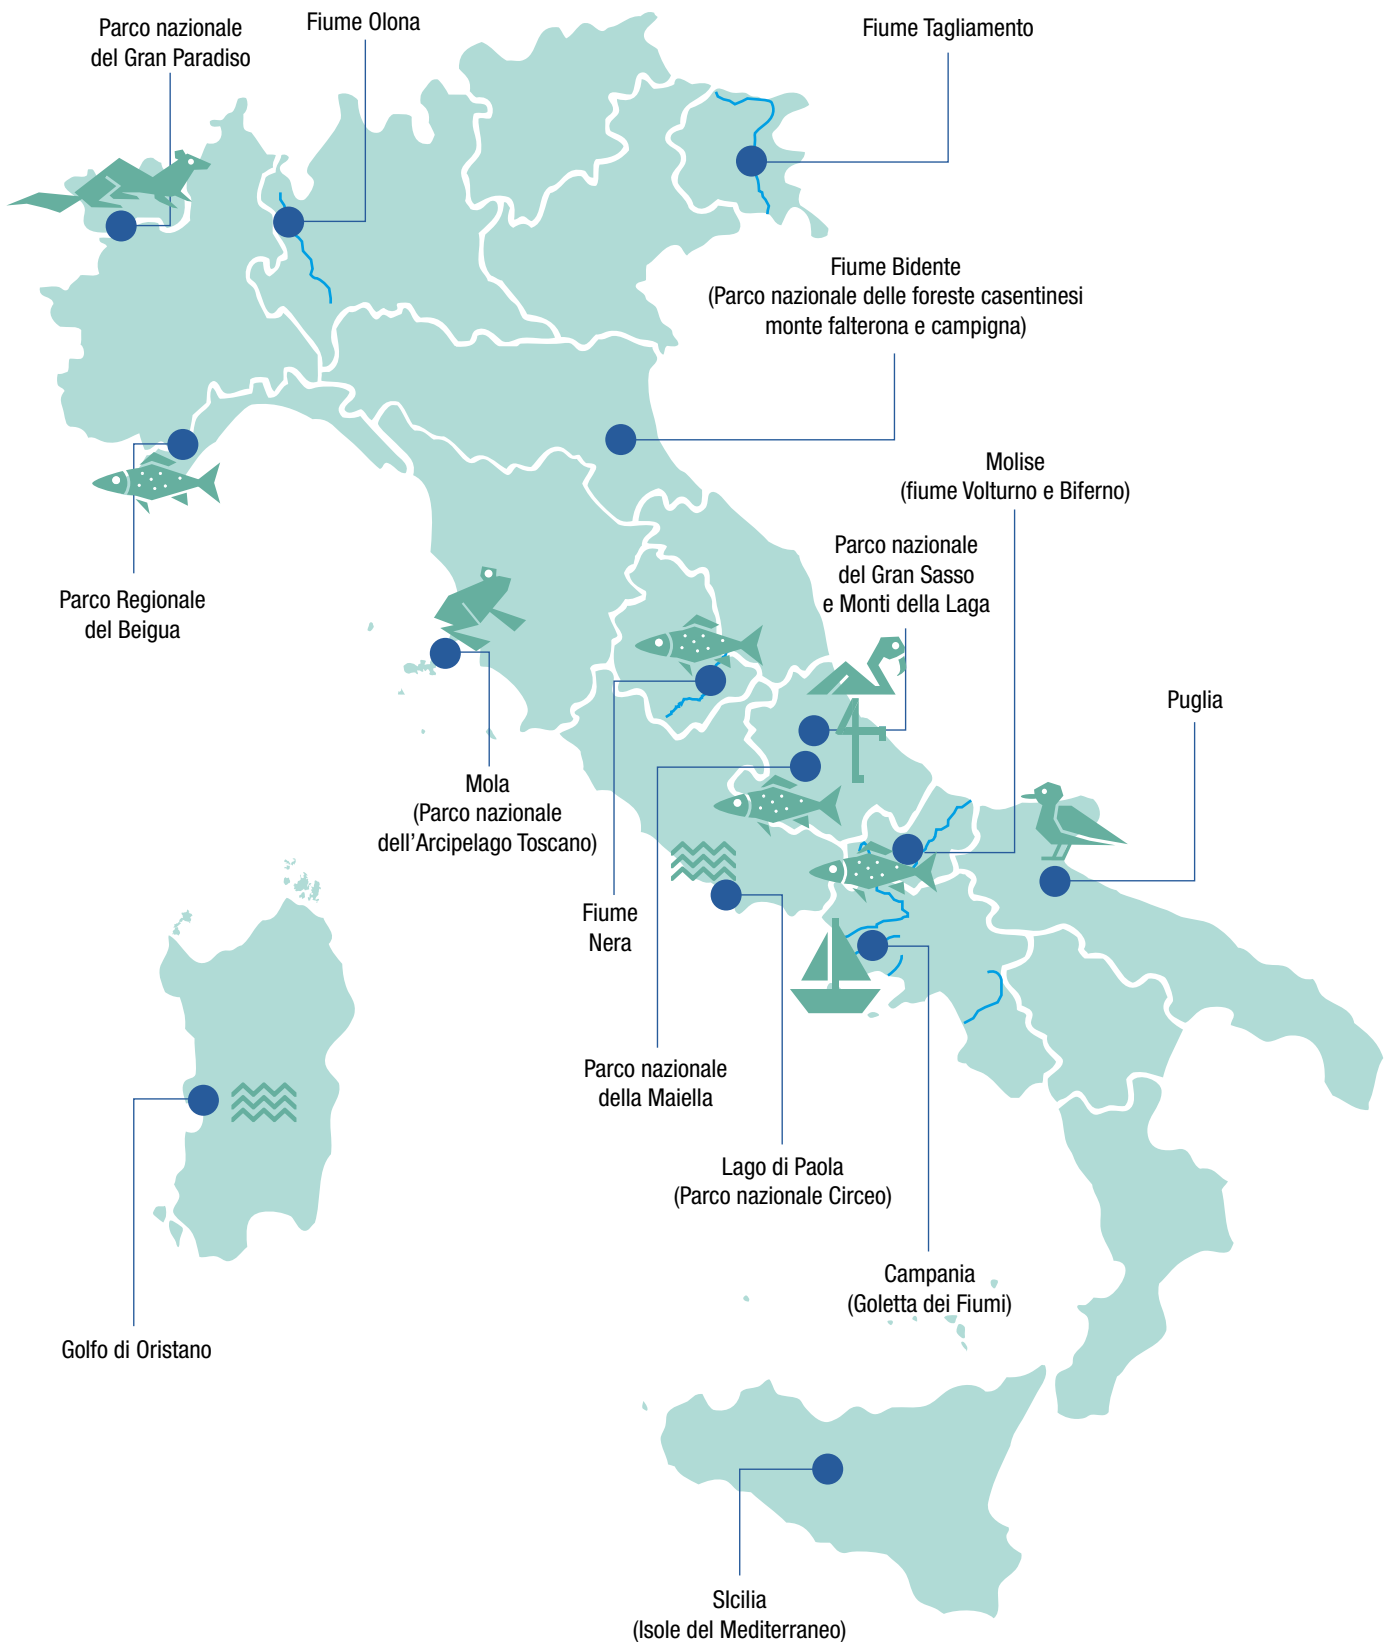 Parco nazionale
del Gran Paradiso
Fiume Olona
Fiume Tagliamento
Fiume Bidente
(Parco nazionale delle foreste casentinesi
monte falterona e campigna)
Molise
(fiume Volturno e Biferno)
Parco nazionale
del Gran Sasso
e Monti della Laga
Parco Regionale
del Beigua
Puglia
Mola
(Parco nazionale
dell'Arcipelago Toscano)
Fiume
Nera
Parco nazionale
della Maiella
Lago di Paola
(Parco nazionale Circeo)
Campania
(Goletta dei Fiumi)
Golfo di Oristano
SIcilia
(Isole del Mediterraneo)